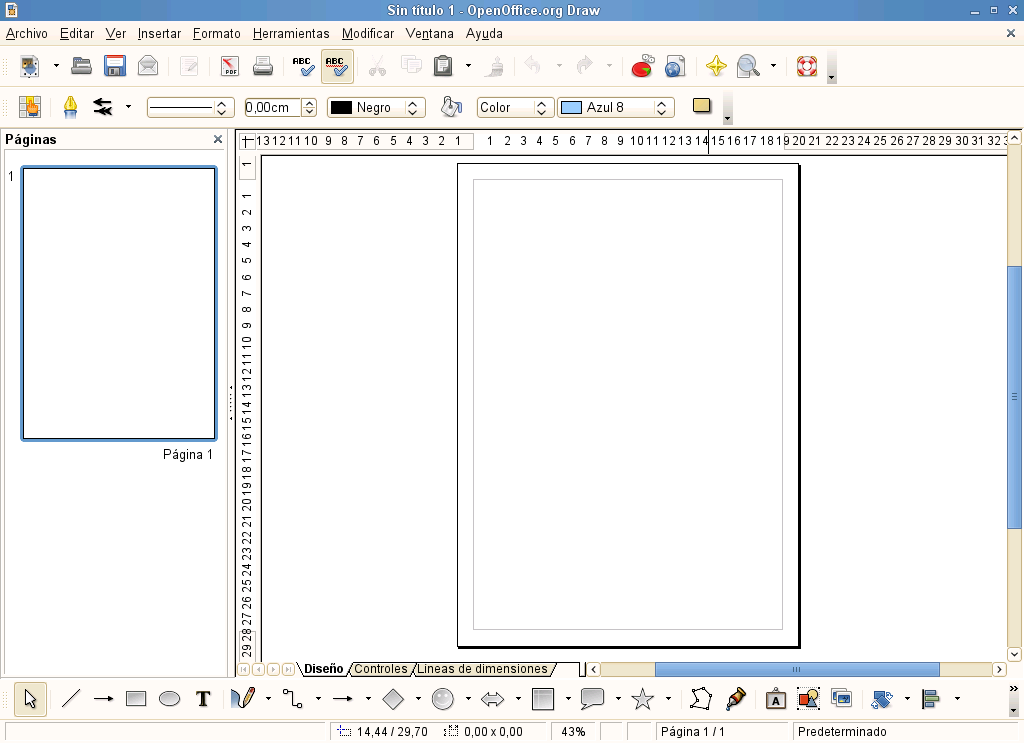 Sin título 1 - OpenOffice.org Draw
Archivo Editar Ver Insertar Formato Herramientas Modificar Ventana Ayuda
PDF ABC ABC
0,00cm Negro Color Azul 8
Páginas
13 12 11 10 9 8 7 6 5 4 3 2 1 1 2 3 4 5 6 7 8 9 10 11 12 13 14 15 16 17 18 19 20 21 22 23 24 25 26 27 28 29 30 31 32
1
1
1 2 3 4 5 6 7 8 9 10 11 12 13 14 15 16 17 18 19 20 21 22 23 24 25 26 27 28 29
Página 1
Diseño Controles Líneas de dimensiones
T A
14,44 / 29,70 0,00 x 0,00 43% Página 1 / 1 Predeterminado